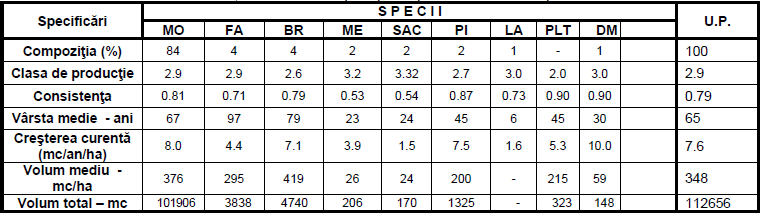 Specificări S P E C I I U.P.
MO FA BR ME SAC PI LA PLT DM
Compoziţia (%) 84 4 4 2 2 2 1 - 1 100
Clasa de producţie 2.9 2.9 2.6 3.2 3.32 2.7 3.0 2.0 3.0 2.9
Consistenţa 0.81 0.71 0.79 0.53 0.54 0.87 0.73 0.90 0.90 0.79
Vârsta medie - ani 67 97 79 23 24 45 6 45 30 65
Creşterea curentă
(mc/an/ha) 8.0 4.4 7.1 3.9 1.5 7.5 1.6 5.3 10.0 7.6
Volum mediu -
mc/ha 376 295 419 26 24 200 - 215 59 348
Volum total – mc 101906 3838 4740 206 170 1325 - 323 148 112656